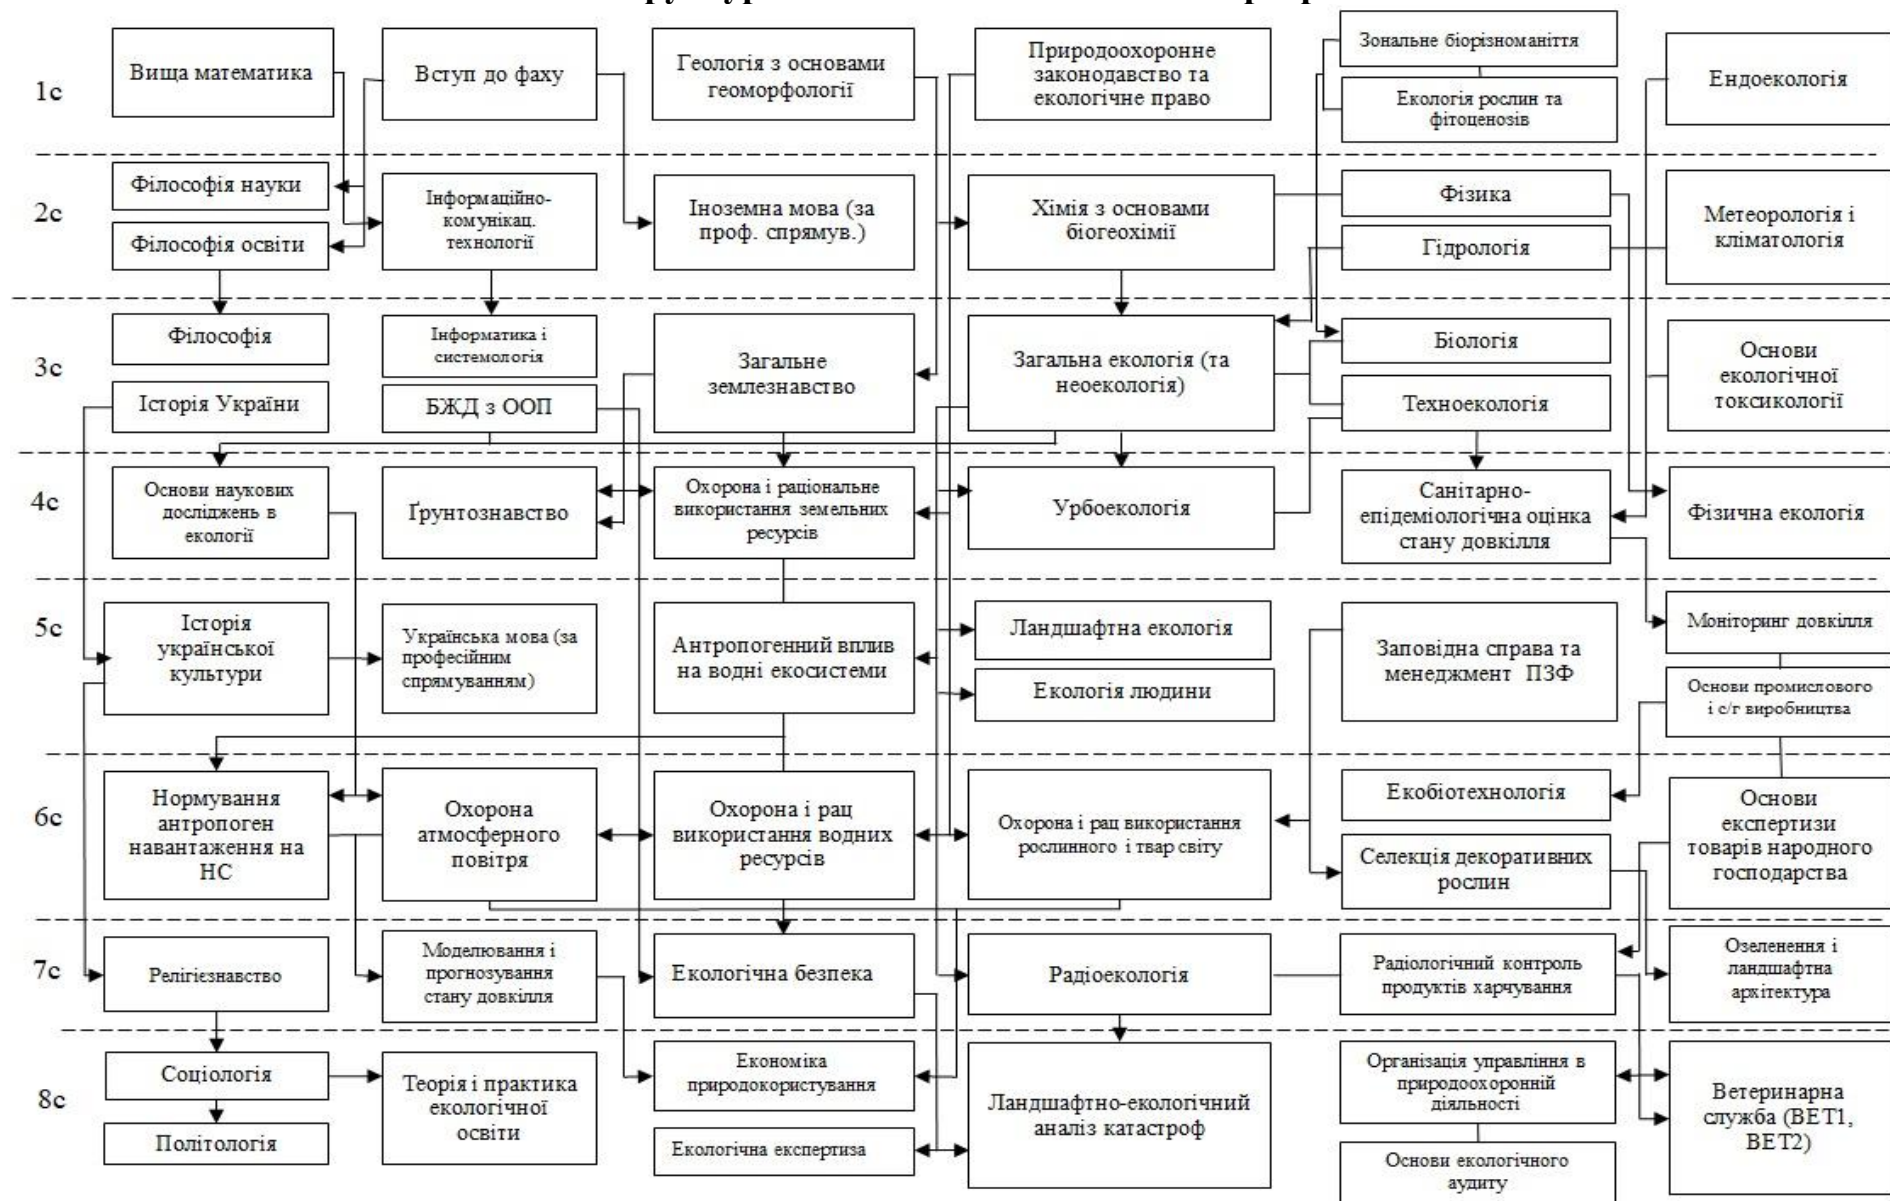 1с
Вища математика
Вступ до фаху
Геологія з основами
геоморфології
Природоохоронне
законодавство та
екологічне право
Зональне біорізноманіття
Екологія рослин та
фітоценозів
Ендоекологія
2с
Філософія науки
Філософія освіти
Інформаційно-
комунікац.
технології
Іноземна мова (за
проф. спрямув.)
Хімія з основами
біогеохімії
Фізика
Гідрологія
Метеорологія і
кліматологія
3с
Філософія
Історія України
Інформатика і
системологія
БЖД з ООП
Загальне
землезнавство
Загальна екологія (та
неоекологія)
Біологія
Техноекологія
Основи
екологічної
токсикології
4с
Основи наукових
досліджень в
екології
Ґрунтознавство
Охорона і раціональне
використання земельних
ресурсів
Урбоекологія
Санітарно-
епідеміологічна оцінка
стану довкілля
Фізична екологія
5с
Історія
української
культури
Українська мова (за
професійним
спрямуванням)
Антропогенний вплив
на водні екосистеми
Ландшафтна екологія
Екологія людини
Заповідна справа та
менеджмент ПЗФ
Моніторинг довкілля
Основи промислового
і с/г виробництва
6с
Нормування
антропоген
навантаження на
НС
Охорона
атмосферного
повітря
Охорона і рац
використання водних
ресурсів
Охорона і рац використання
рослинного і твар світу
Екобіотехнологія
Селекція декоративних
рослин
Основи
експертизи
товарів народного
господарства
7с
Релігієзнавство
Моделювання і
прогнозування
стану довкілля
Екологічна безпека
Радіоекологія
Радіологічний контроль
продуктів харчування
Озеленення і
ландшафтна
архітектура
8с
Соціологія
Політологія
Теорія і практика
екологічної
освіти
Економіка
природокористування
Екологічна експертиза
Ландшафтно-екологічний
аналіз катастроф
Організація управління в
природоохоронній
діяльності
Основи екологічного
аудиту
Ветеринарна
служба (ВЕТ1,
ВЕТ2)